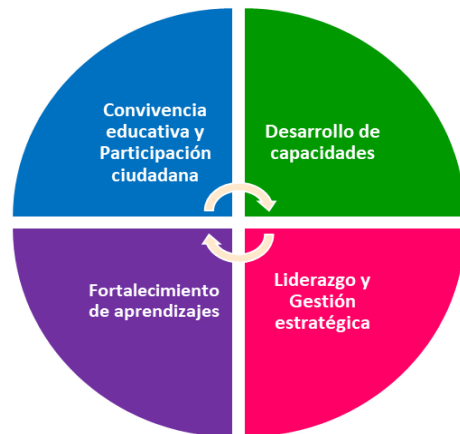 Convivencia
educativa y
Participación
ciudadana
Desarrollo de
capacidades
Fortalecimiento
de aprendizajes
Liderazgo y
Gestión
estratégica